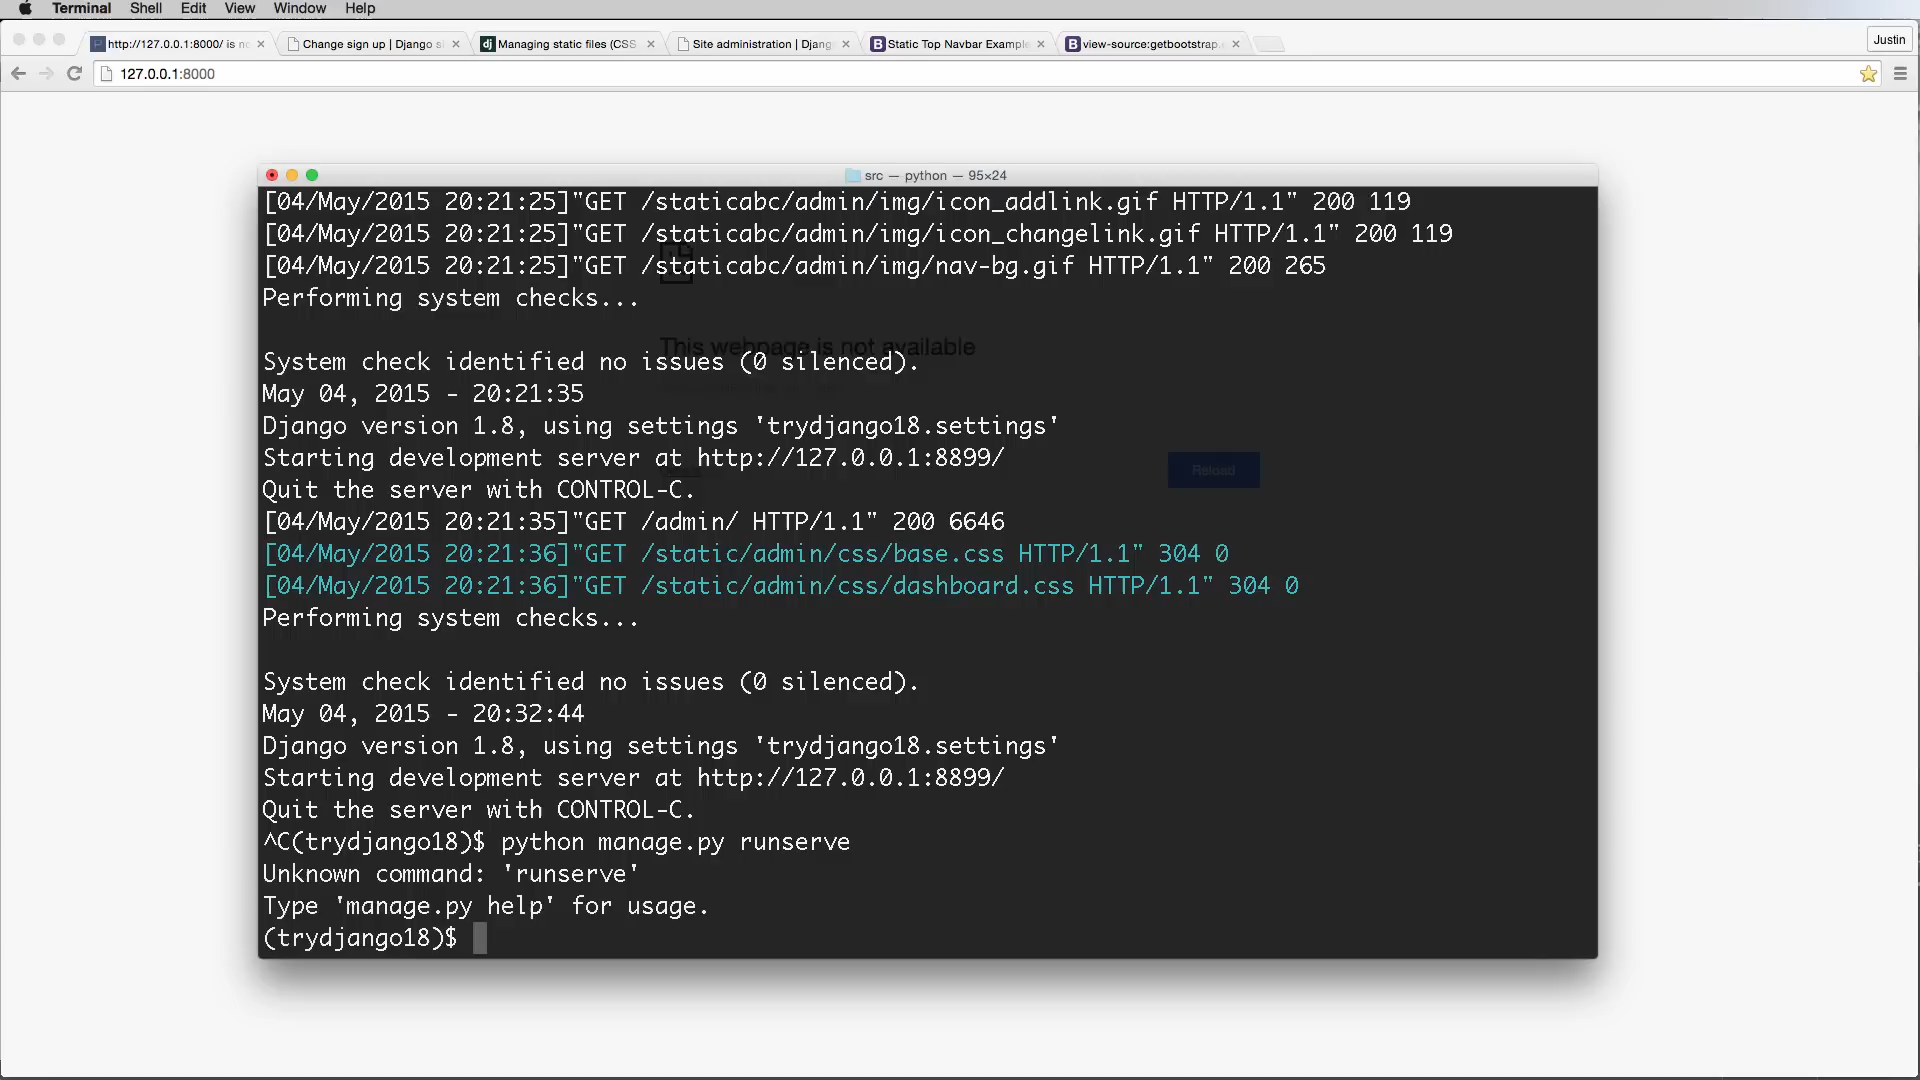 Terminal Shell Edit View Window Help
http://127.0.0.1:8000/ is no
Change sign up | Django si
Managing static files (CSS,
Site administration | Djang
Static Top Navbar Example
view-source:getbootstrap.c
Justin
127.0.0.1:8000
src — python — 95×24
[04/May/2015 20:21:25]"GET /staticabc/admin/img/icon_addlink.gif HTTP/1.1" 200 119
[04/May/2015 20:21:25]"GET /staticabc/admin/img/icon_changelink.gif HTTP/1.1" 200 119
[04/May/2015 20:21:25]"GET /staticabc/admin/img/nav-bg.gif HTTP/1.1" 200 265
Performing system checks...
This webpage is not available
System check identified no issues (0 silenced).
May 04, 2015 - 20:21:35
Django version 1.8, using settings 'trydjango18.settings'
Starting development server at http://127.0.0.1:8899/
Reload
Quit the server with CONTROL-C.
[04/May/2015 20:21:35]"GET /admin/ HTTP/1.1" 200 6646
[04/May/2015 20:21:36]"GET /static/admin/css/base.css HTTP/1.1" 304 0
[04/May/2015 20:21:36]"GET /static/admin/css/dashboard.css HTTP/1.1" 304 0
Performing system checks...
System check identified no issues (0 silenced).
May 04, 2015 - 20:32:44
Django version 1.8, using settings 'trydjango18.settings'
Starting development server at http://127.0.0.1:8899/
Quit the server with CONTROL-C.
^C(trydjango18)$ python manage.py runserve
Unknown command: 'runserve'
Type 'manage.py help' for usage.
(trydjango18)$